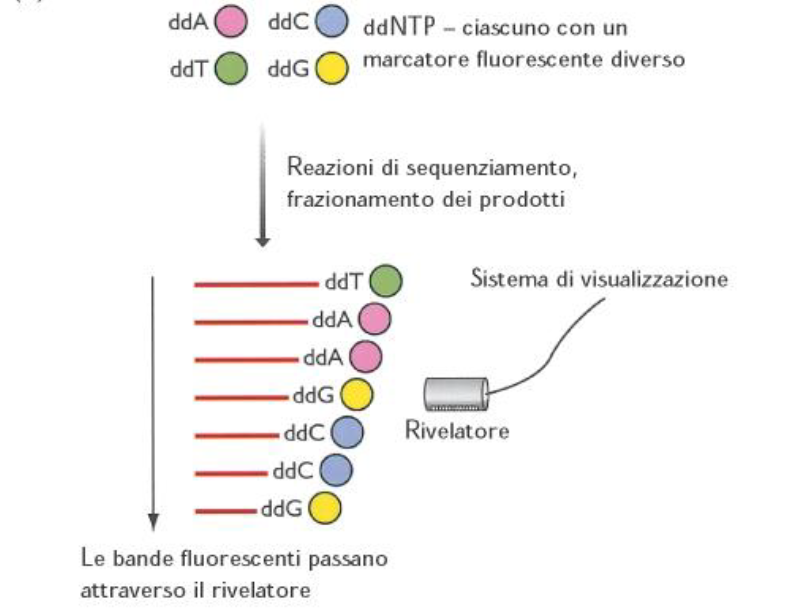 ddA ddC ddNTP – ciascuno con un
ddT ddG marcatore fluorescente diverso
Reazioni di sequenziamento,
frazionamento dei prodotti
Sistema di visualizzazione
ddT
ddA
ddA
ddG
ddC
ddC
ddG
Rivelatore
Le bande fluorescenti passano
attraverso il rivelatore